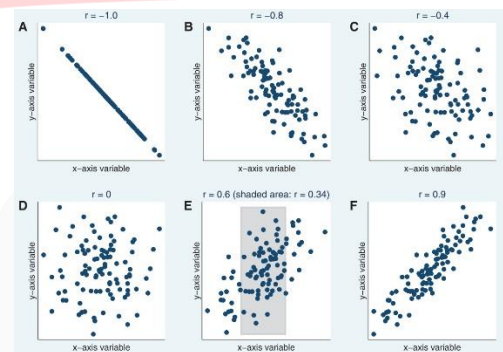 r = −1.0
A
y-axis variable
x-axis variable
r = −0.8
B
y-axis variable
x-axis variable
r = −0.4
C
y-axis variable
x-axis variable
r = 0
D
y-axis variable
x-axis variable
r = 0.6 (shaded area: r = 0.34)
E
y-axis variable
x-axis variable
r = 0.9
F
y-axis variable
x-axis variable